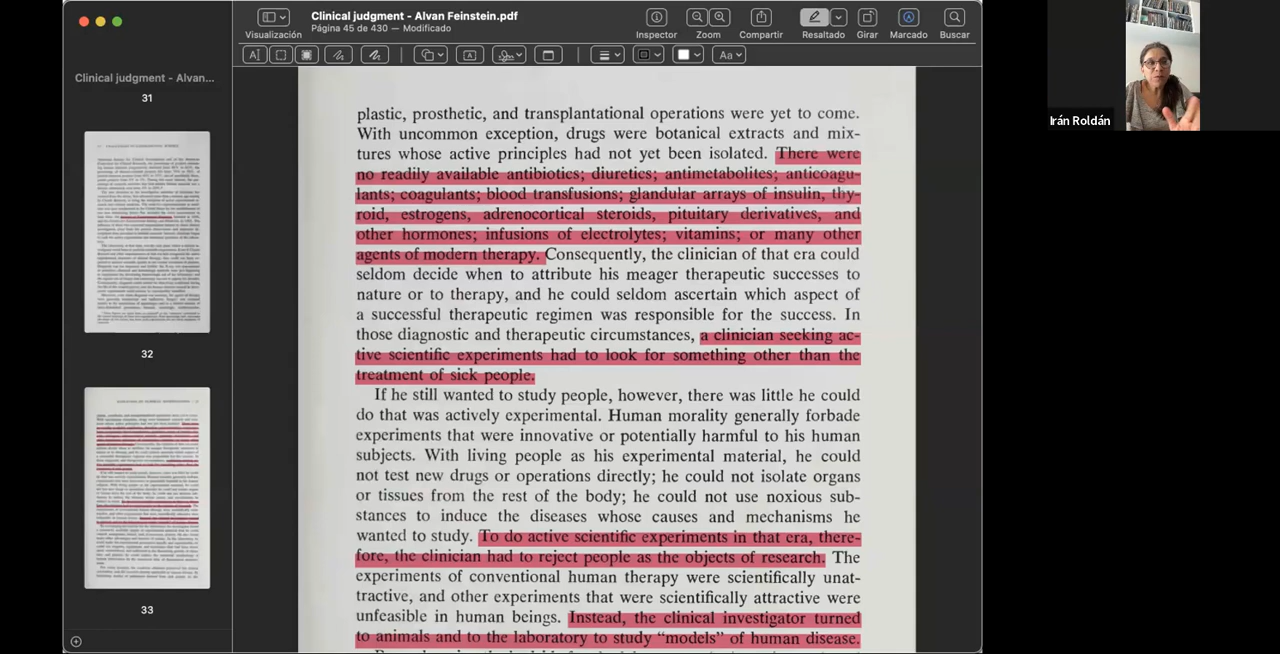 Clinical judgment - Alvan Feinstein.pdf
Página 45 de 430 — Modificado
Visualización
Inspector
Zoom
Compartir
Resaltado
Girar
Marcado
Buscar
Clinical judgment - Alvan...
31
32
33
Irán Roldán
plastic, prosthetic, and transplantational operations were yet to come.
With uncommon exception, drugs were botanical extracts and mix-
tures whose active principles had not yet been isolated. There were
no readily available antibiotics; diuretics; antimetabolites; anticoagu-
lants; coagulants; blood transfusions; glandular arrays of insulin, thy-
roid, estrogens, adrenocortical steroids, pituitary derivatives, and
other hormones; infusions of electrolytes; vitamins; or many other
agents of modern therapy. Consequently, the clinician of that era could
seldom decide when to attribute his meager therapeutic successes to
nature or to therapy, and he could seldom ascertain which aspect of
a successful therapeutic regimen was responsible for the success. In
those diagnostic and therapeutic circumstances, a clinician seeking ac-
tive scientific experiments had to look for something other than the
treatment of sick people.
If he still wanted to study people, however, there was little he could
do that was actively experimental. Human morality generally forbade
experiments that were innovative or potentially harmful to his human
subjects. With living people as his experimental material, he could
not test new drugs or operations directly; he could not isolate organs
or tissues from the rest of the body; he could not use noxious sub-
stances to induce the diseases whose causes and mechanisms he
wanted to study. To do active scientific experiments in that era, there-
fore, the clinician had to reject people as the objects of research. The
experiments of conventional human therapy were scientifically unat-
tractive, and other experiments that were scientifically attractive were
unfeasible in human beings. Instead, the clinical investigator turned
to animals and to the laboratory to study “models” of human disease.